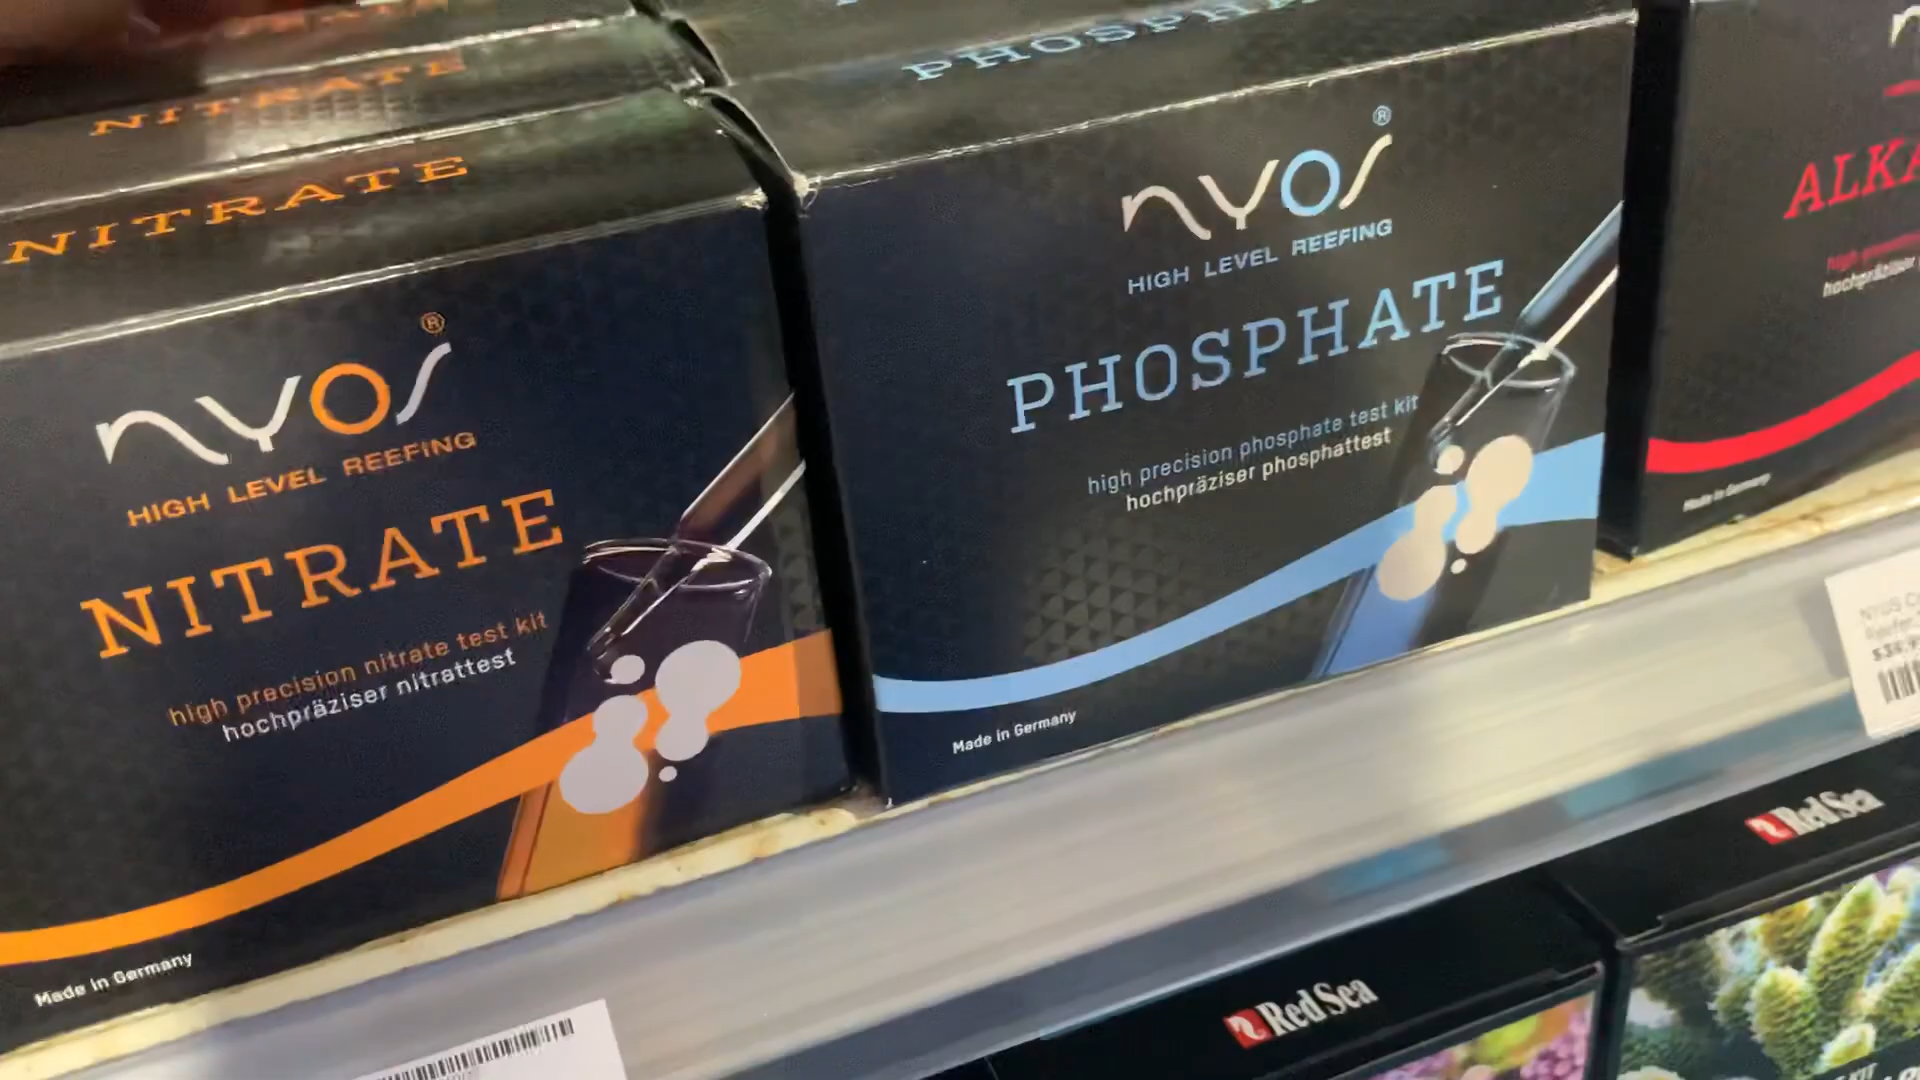 NITRATE
NITRATE
nyos®
HIGH LEVEL REEFING
NITRATE
high precision nitrate test kit
hochpräziser nitrattest
Made in Germany
nyos®
HIGH LEVEL REEFING
PHOSPHATE
high precision phosphate test kit
hochpräziser phosphattest
Made in Germany
Made in Germany
Red Sea
Red Sea